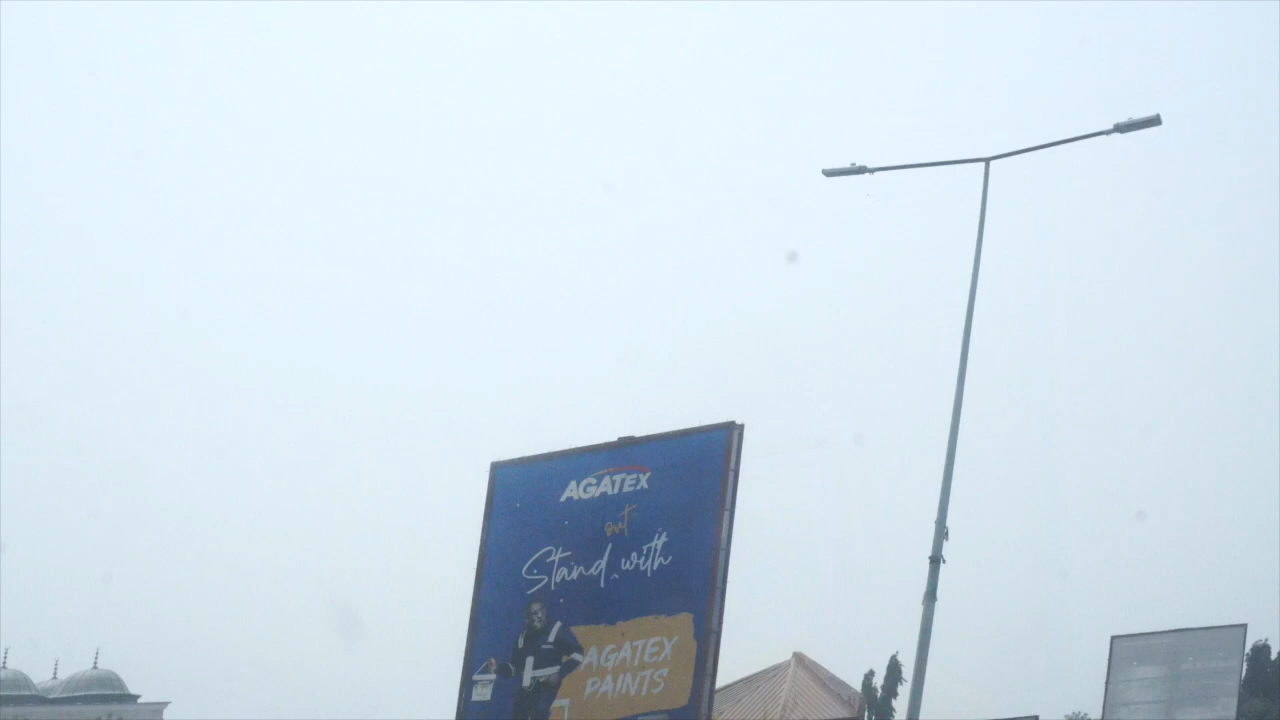 AGATEX
out
Stand with
AGATEX
PAINTS